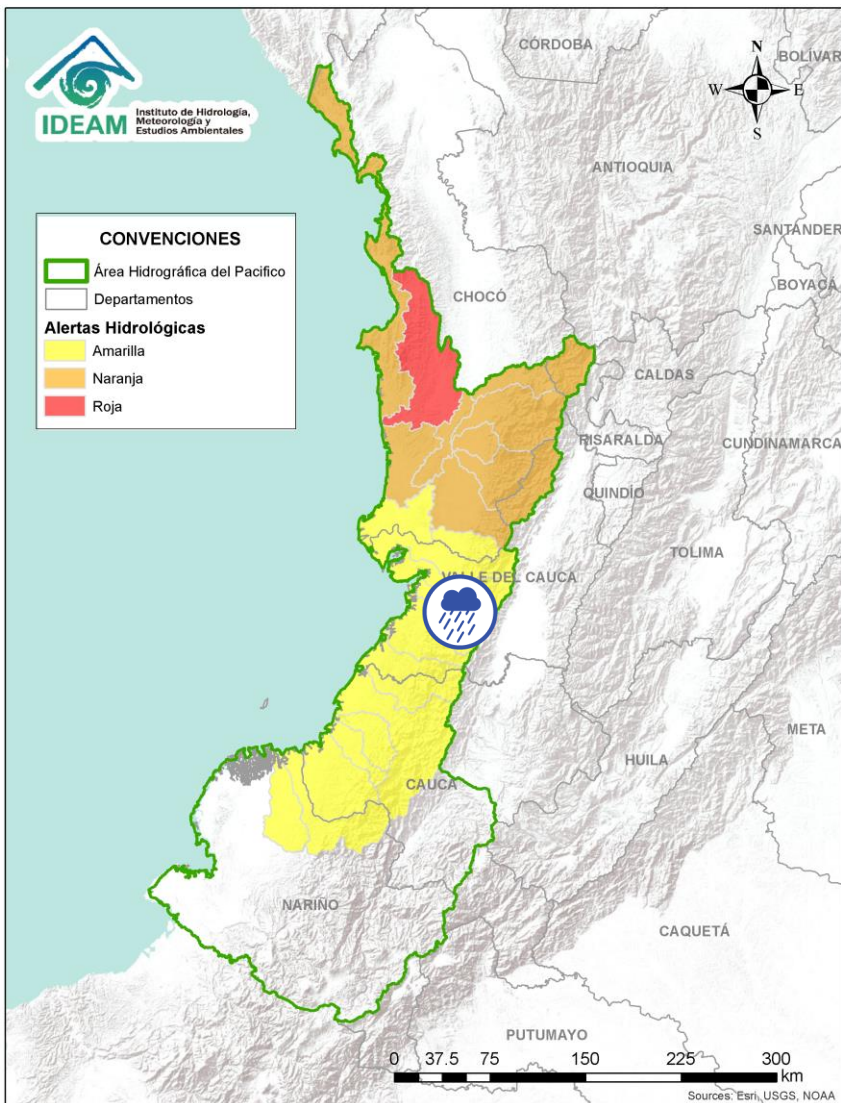 IDEAM
Instituto de Hidrología,
Meteorología y
Estudios Ambientales
CONVENCIONES
Área Hidrográfica del Pacifico
Departamentos
Alertas Hidrológicas
Amarilla
Naranja
Roja
N
W
E
S
CÓRDOBA
BOLÍVAR
ANTIOQUIA
SANTANDER
BOYACÁ
CHOCÓ
CALDAS
RISARALDA
CUNDINAMARCA
QUINDÍO
TOLIMA
VALLE DEL CAUCA
META
HUILA
CAUCA
NARIÑO
CAQUETÁ
PUTUMAYO
0 37.5 75 150 225 300
km
Sources: Esri, USGS, NOAA